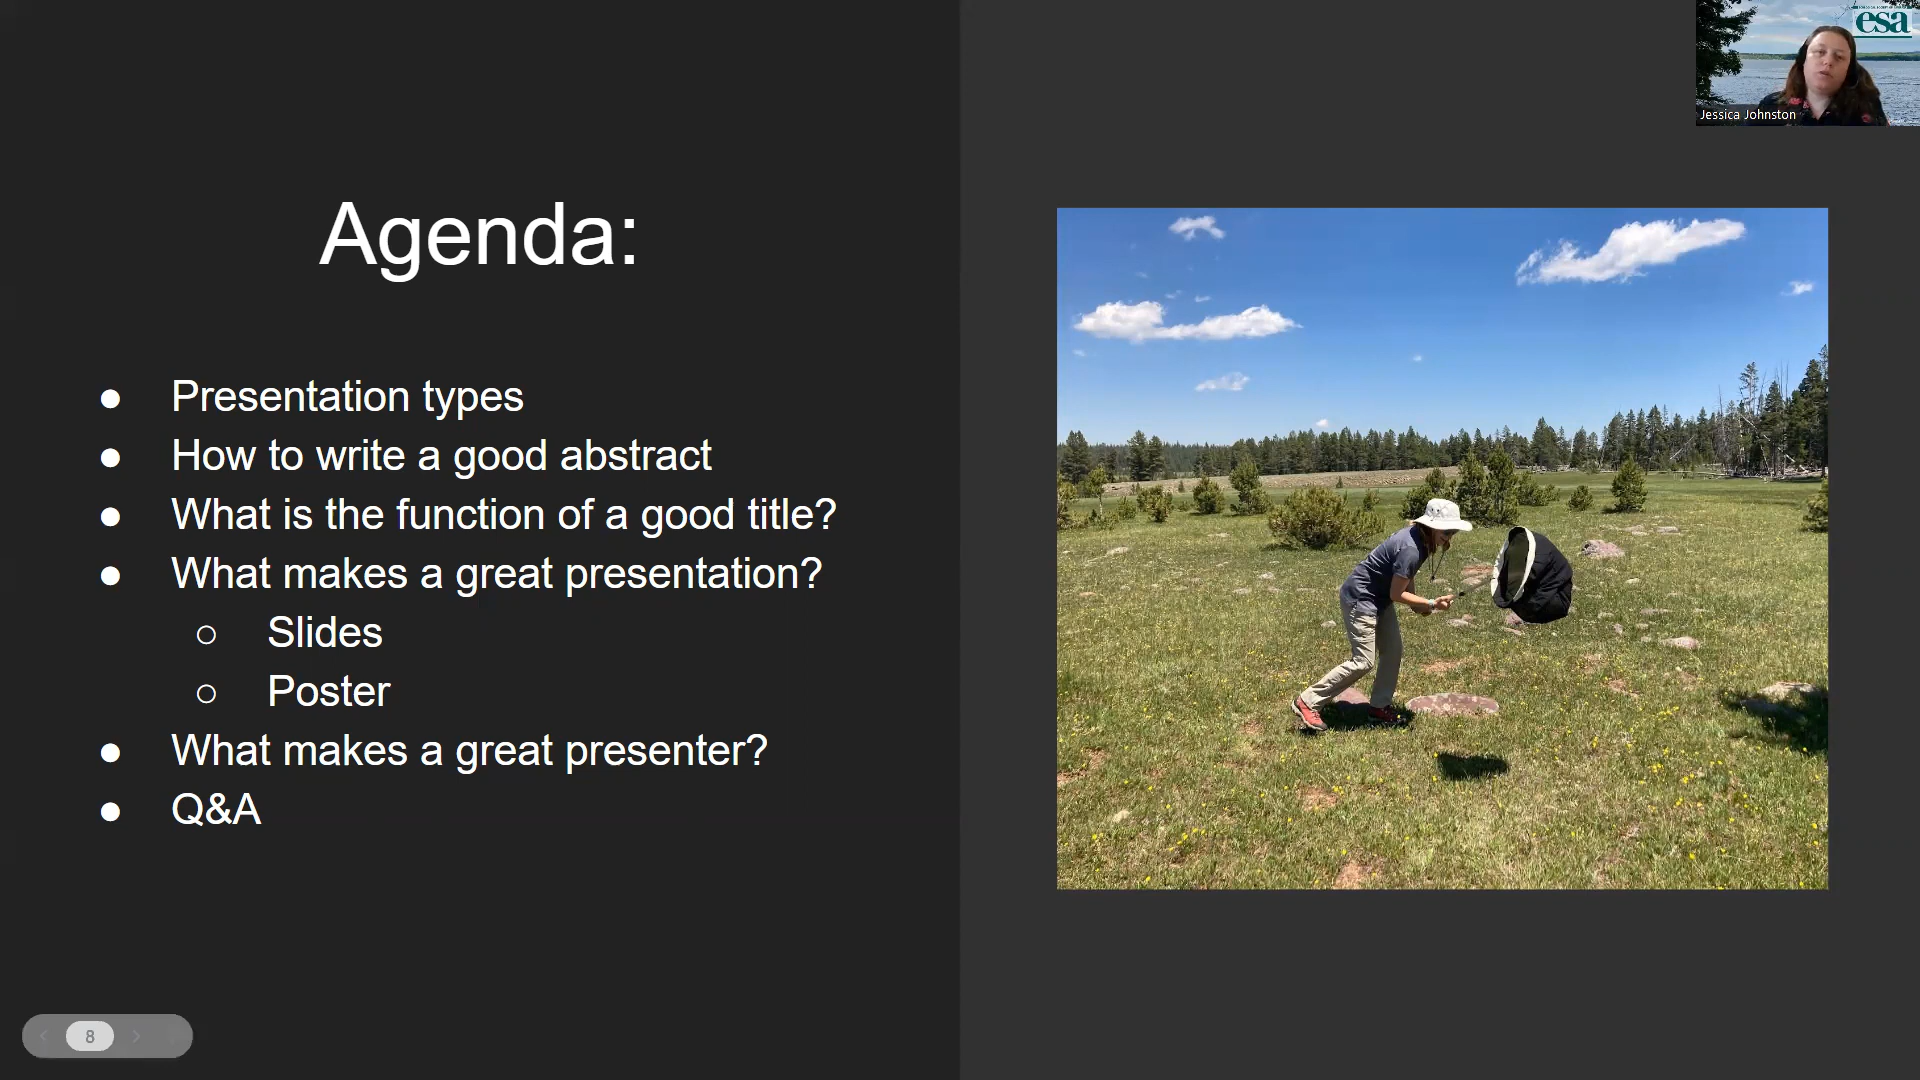 esa
Jessica Johnston
Agenda:
● Presentation types
● How to write a good abstract
● What is the function of a good title?
● What makes a great presentation?
○ Slides
○ Poster
● What makes a great presenter?
● Q&A
8